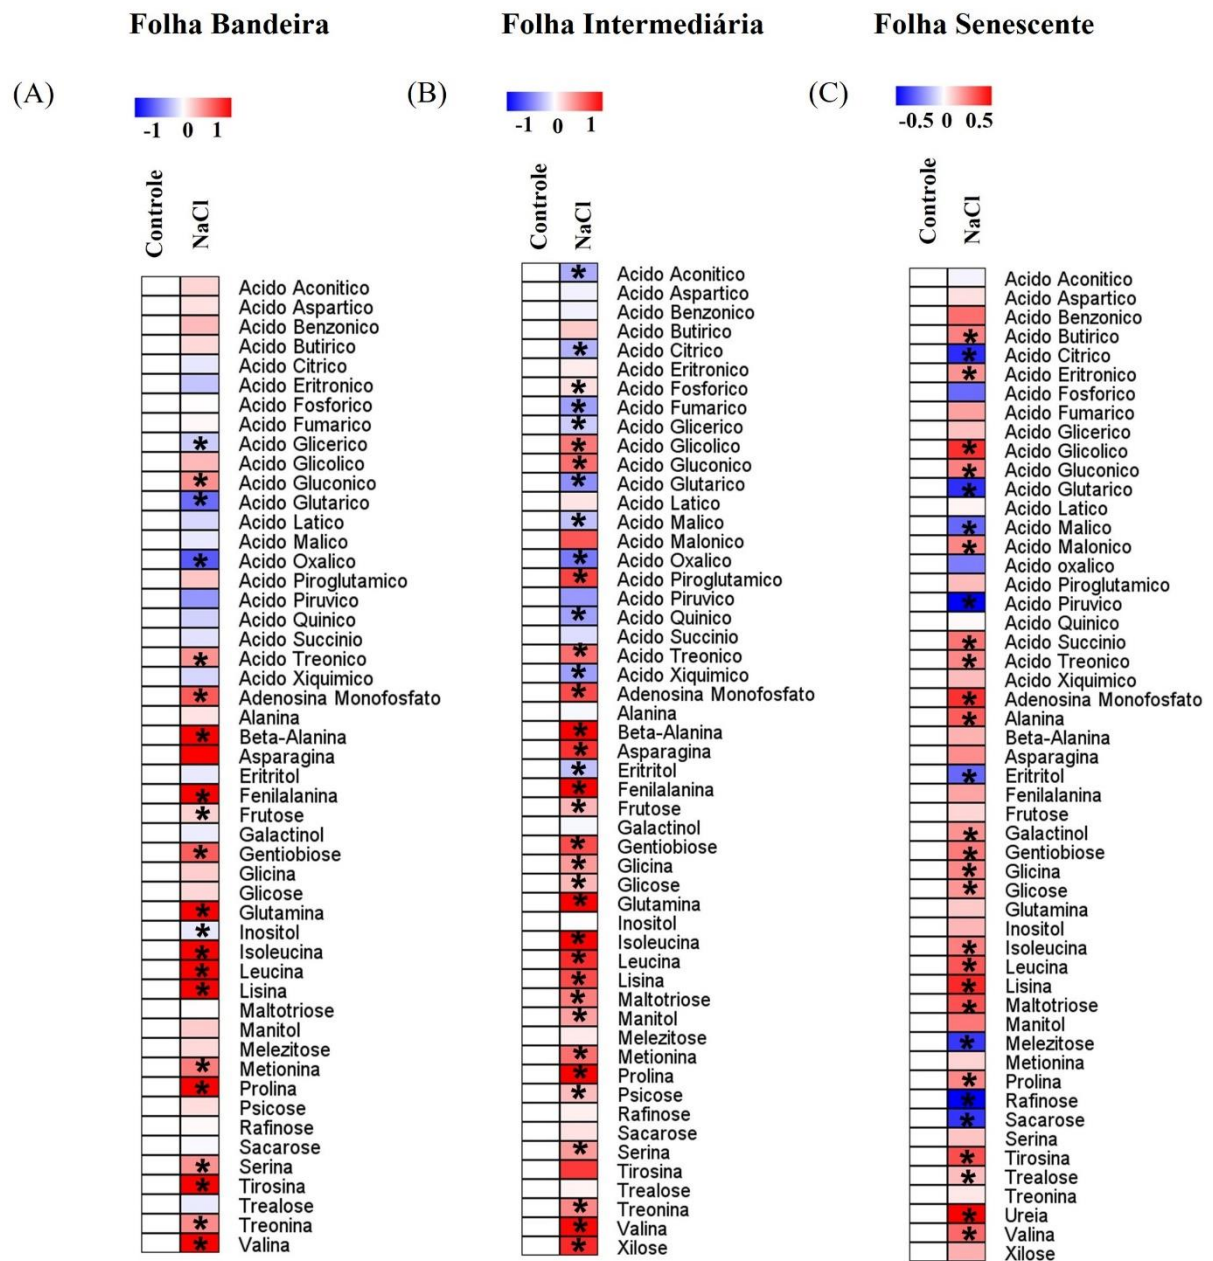 Folha Bandeira
Folha Intermediária
Folha Senescente
(A)
-1 0 1
Controle
NaCl
Acido Aconitico
Acido Aspartico
Acido Benzonico
Acido Butirico
Acido Citrico
Acido Eritronico
Acido Fosforico
Acido Fumarico
Acido Glicerico
Acido Glicolico
Acido Gluconico
Acido Glutarico
Acido Latico
Acido Malico
Acido Oxalico
Acido Piroglutamico
Acido Piruvico
Acido Quinico
Acido Succinio
Acido Treonico
Acido Xiquimico
Adenosina Monofosfato
Alanina
Beta-Alanina
Asparagina
Eritritol
Fenilalanina
Frutose
Galactinol
Gentiobiose
Glicina
Glicose
Glutamina
Inositol
Isoleucina
Leucina
Lisina
Maltotriose
Manitol
Melezitose
Metionina
Prolina
Psicose
Rafinose
Sacarose
Serina
Tirosina
Trealose
Treonina
Valina
(B)
-1 0 1
Controle
NaCl
Acido Aconitico
Acido Aspartico
Acido Benzonico
Acido Butirico
Acido Citrico
Acido Eritronico
Acido Fosforico
Acido Fumarico
Acido Glicerico
Acido Glicolico
Acido Gluconico
Acido Glutarico
Acido Latico
Acido Malico
Acido Malonico
Acido Oxalico
Acido Piroglutamico
Acido Piruvico
Acido Quinico
Acido Succinio
Acido Treonico
Acido Xiquimico
Adenosina Monofosfato
Alanina
Beta-Alanina
Asparagina
Eritritol
Fenilalanina
Frutose
Galactinol
Gentiobiose
Glicina
Glicose
Glutamina
Inositol
Isoleucina
Leucina
Lisina
Maltotriose
Manitol
Melezitose
Metionina
Prolina
Psicose
Rafinose
Sacarose
Serina
Tirosina
Trealose
Treonina
Valina
Xilose
(C)
-0.5 0 0.5
Controle
NaCl
Acido Aconitico
Acido Aspartico
Acido Benzonico
Acido Butirico
Acido Citrico
Acido Eritronico
Acido Fosforico
Acido Fumarico
Acido Glicerico
Acido Glicolico
Acido Gluconico
Acido Glutarico
Acido Latico
Acido Malico
Acido Malonico
Acido oxalico
Acido Piroglutamico
Acido Piruvico
Acido Quinico
Acido Succinio
Acido Treonico
Acido Xiquimico
Adenosina Monofosfato
Alanina
Beta-Alanina
Asparagina
Eritritol
Fenilalanina
Frutose
Galactinol
Gentiobiose
Glicina
Glicose
Glutamina
Inositol
Isoleucina
Leucina
Lisina
Maltotriose
Manitol
Melezitose
Metionina
Prolina
Rafinose
Sacarose
Serina
Tirosina
Trealose
Treonina
Ureia
Valina
Xilose